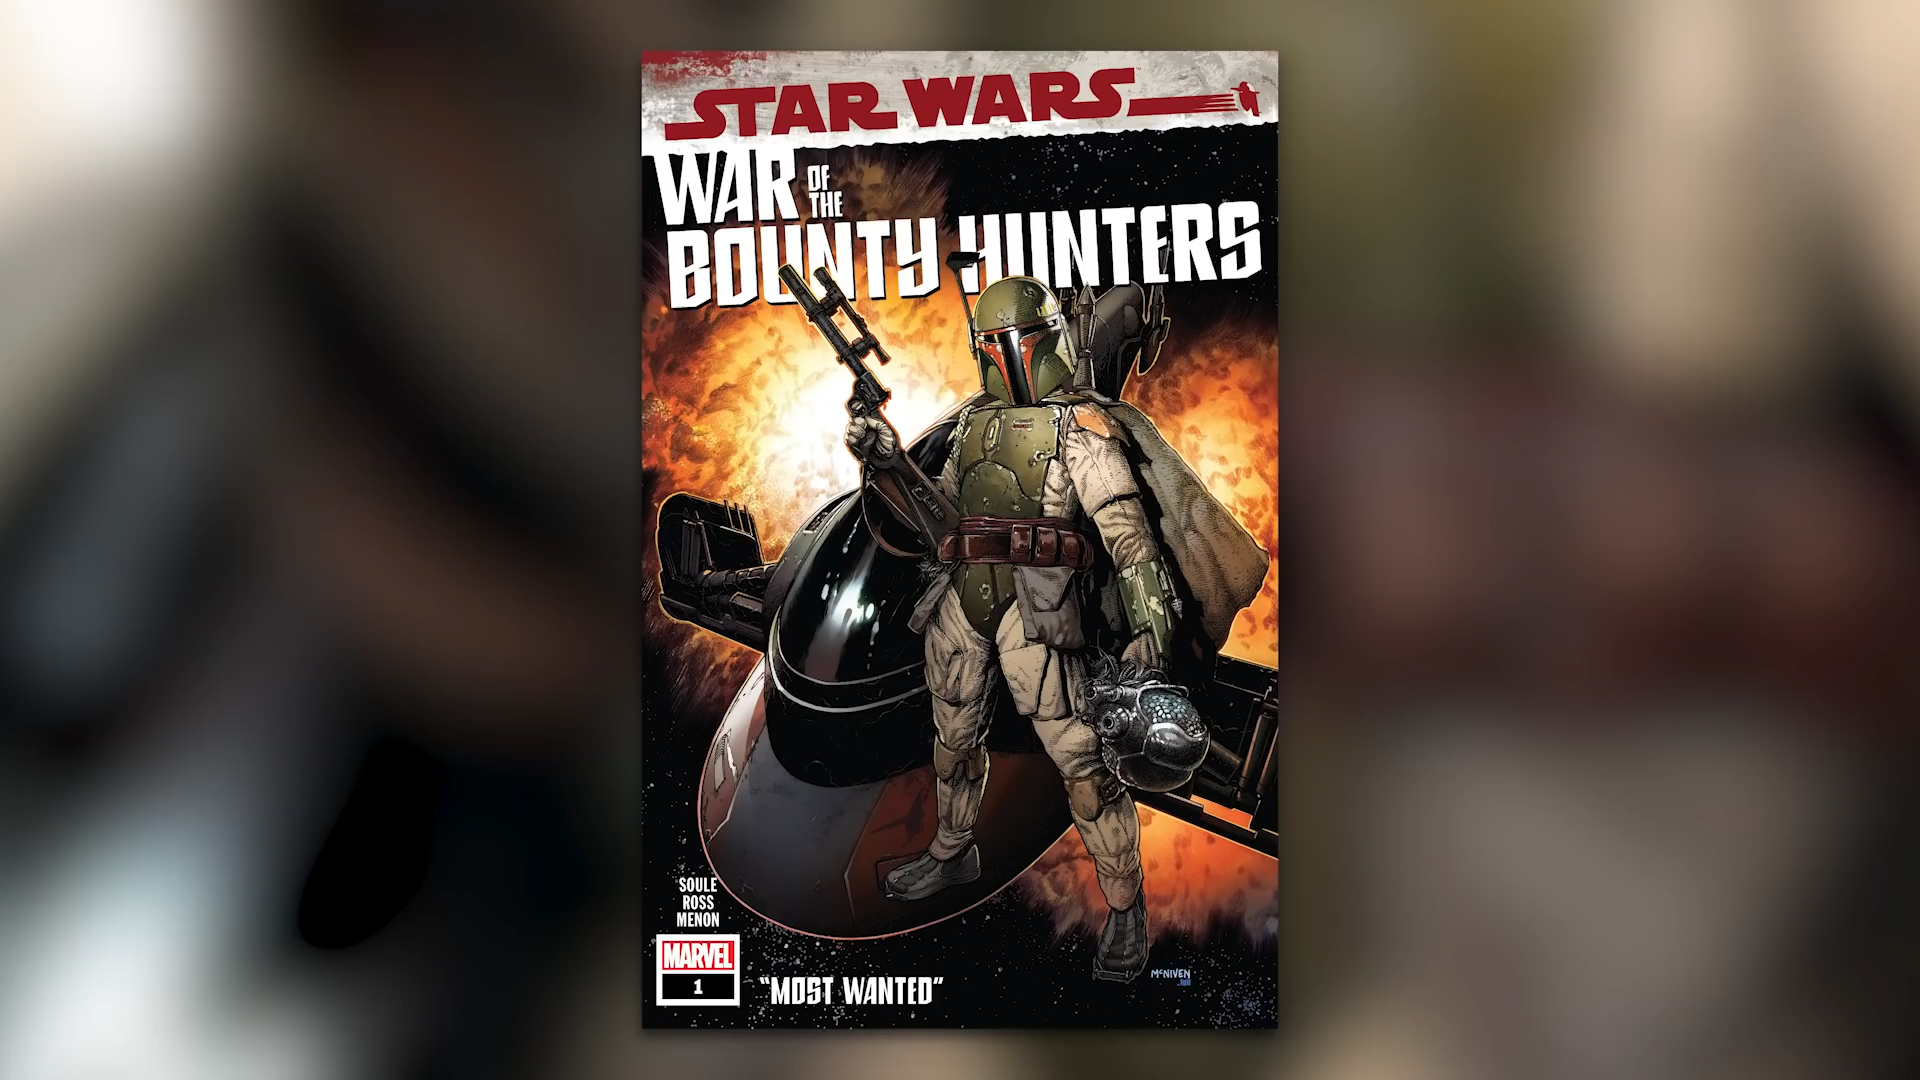 STAR WARS
WAR OF THE
BOUNTY HUNTERS
SOULE
ROSS
MENON
MARVEL
1
"MOST WANTED"
McNIVEN